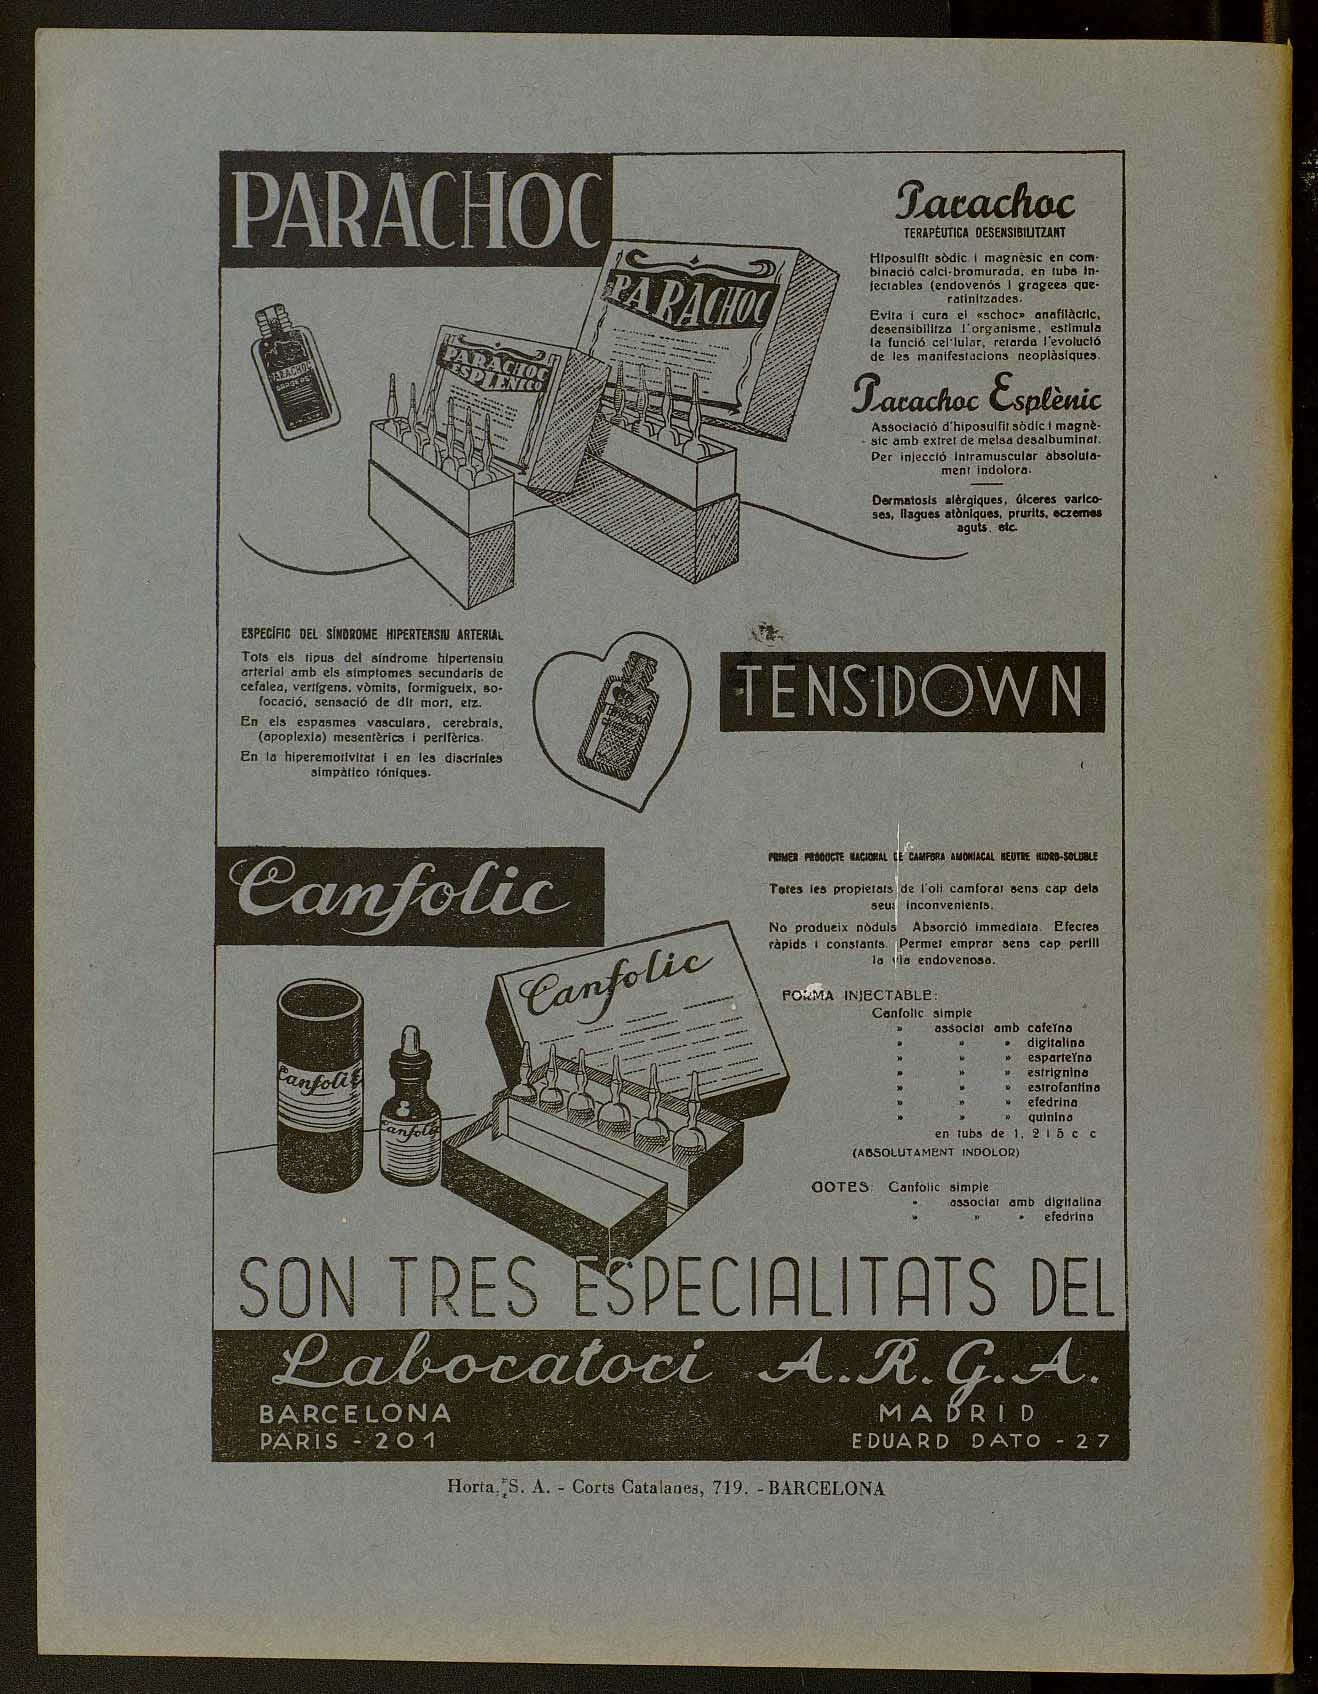 PARACHOC
Parachoc
TERAPÈUTICA DESENSIBILITZANT
Hiposulfit sòdic i magnèsic en com-
binació calci-bromurada, en tubs in-
jectables (endovenós i gragees que-
ratinitzades.
Evita i cura el «schoc» anafilàctic,
desensibilitza l'organisme, estimula
la funció cel·lular, retarda l'evolució
de les manifestacions neoplàsiques.
Parachoc Esplènic
Associació d'hiposulfit sòdic i magnè-
sic amb extret de melsa desalbuminat.
Per injecció intramuscular absoluta-
ment indolora.
Dermatosis alèrgiques, úlceres varico-
ses, llagues atòniques, prurits, eczemes
aguts, etc.
PARACHOC
PARACHOC
ESPLENICO
PARACHOC
ESPECÍFIC DEL SÍNDROME HIPERTENSIU ARTERIAL
Tots els tipus del síndrome hipertensiu
arterial amb els símptomes secundaris de
cefalea, vertígens, vòmits, formigueix, so-
focació, sensació de dit mort, etz.
En els espasmes vasculars, cerebrals,
(apoplexia) mesentèrics i perifèrics.
En la hiperemotivitat i en les discrinies
simpàtico tóniques.
TENSIDOWN
Canfolic
PRIMER PRODUCTE NACIONAL DE CAMFORA AMONIACAL NEUTRE HIDRO-SOLUBLE
Totes les propietats de l'oli camforat sens cap dels
seus inconvenients.
No produeix nòduls Absorció immediata. Efectes
ràpids i constants. Permet emprar sens cap perill
la via endovenosa.
FORMA INJECTABLE:
Canfolic simple
» associat amb cafeïna
» » » digitalina
» » » esparteïna
» » » estrignina
» » » estrofantina
» » » efedrina
» » » quinina
en tubs de 1, 2 i 5 c c
(ABSOLUTAMENT INDOLOR)
GOTES: Canfolic simple
» associat amb digitalina
» » » efedrina
Canfolic
Canfolic
Canfolic
SON TRES ESPECIALITATS DEL
Laboratori A.R.G.A.
BARCELONA
PARIS - 201
MADRID
EDUARD DATO - 27
Horta, S. A. - Corts Catalanes, 719. - BARCELONA